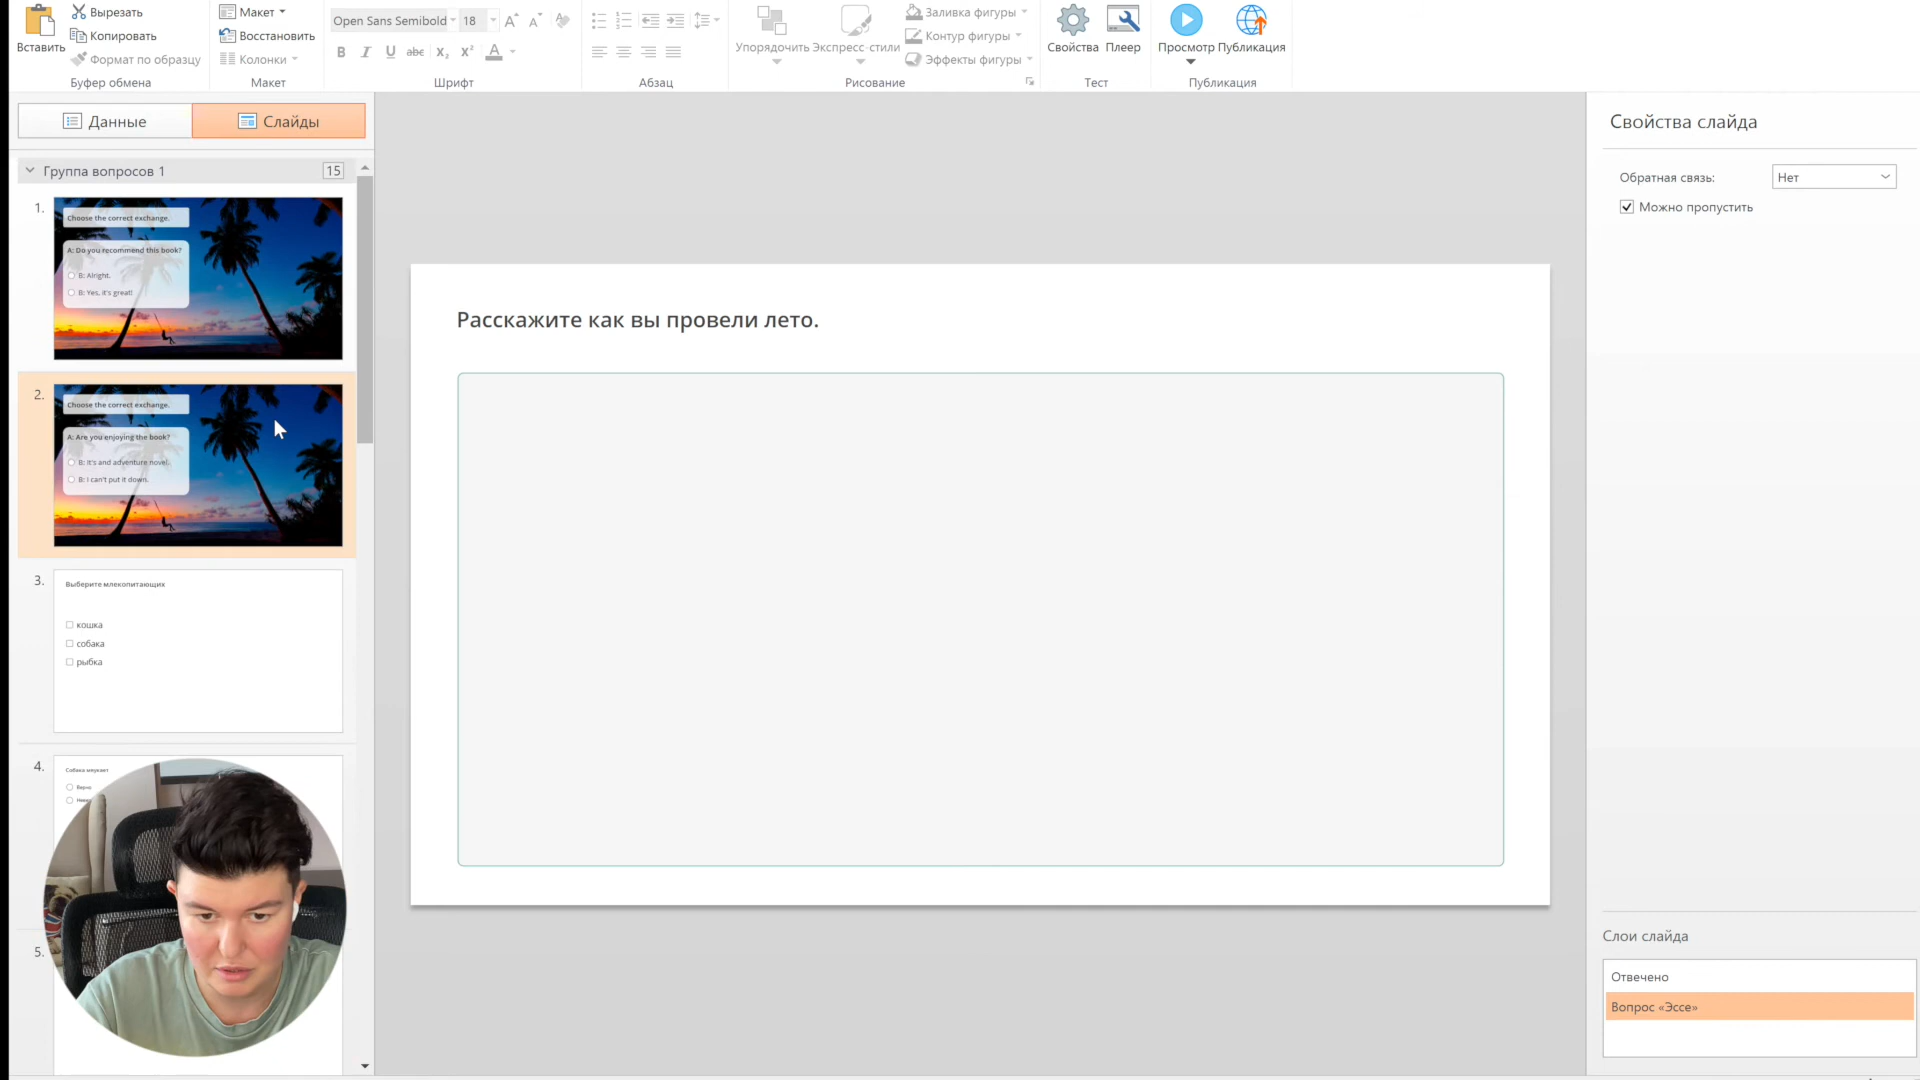 Вставить
Вырезать
Копировать
Формат по образцу
Буфер обмена
Макет
Восстановить
Колонки
Макет
Open Sans Semibold
18
Шрифт
Абзац
Упорядочить
Экспресс-стили
Заливка фигуры
Контур фигуры
Эффекты фигуры
Рисование
Свойства
Плеер
Тест
Просмотр
Публикация
Публикация
Данные
Слайды
Группа вопросов 1
15
1.
Choose the correct exchange.
A: Do you recommend this book?
B: Alright.
B: Yes, it's great!
2.
Choose the correct exchange.
A: Are you enjoying the book?
B: It's and adventure novel.
B: I can't put it down.
3.
Выберите млекопитающих
кошка
собака
рыбка
4.
Собака мяукает
Верно
5.
Расскажите как вы провели лето.
Свойства слайда
Обратная связь:
Нет
Можно пропустить
Слои слайда
Отвечено
Вопрос «Эссе»